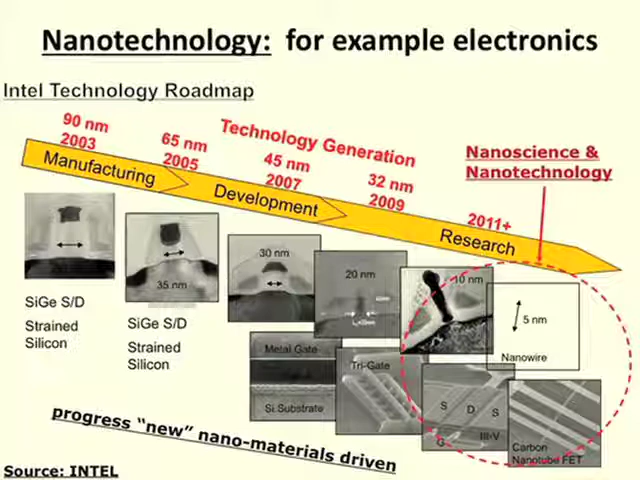 Nanotechnology: for example electronics
Intel Technology Roadmap
90 nm
2003
65 nm
2005
Technology Generation
45 nm
2007
32 nm
2009
2011+
Nanoscience &
Nanotechnology
Manufacturing
Development
Research
30 nm
35 nm
20 nm
10 nm
5 nm
Nanowire
SiGe S/D
Strained
Silicon
SiGe S/D
Strained
Silicon
Metal Gate
Si Substrate
Tri-Gate
S D S
G III-V
Carbon
Nanotube FET
progress “new” nano-materials driven
Source: INTEL